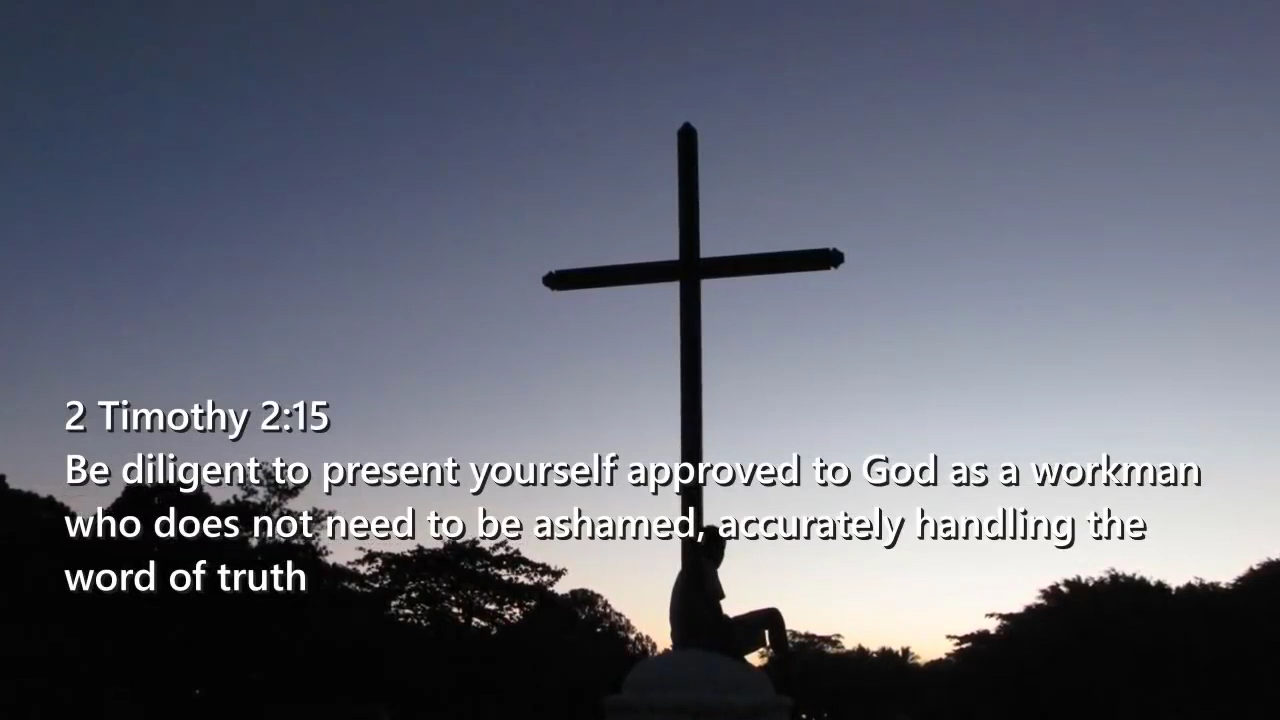 2 Timothy 2:15
Be diligent to present yourself approved to God as a workman
who does not need to be ashamed, accurately handling the
word of truth